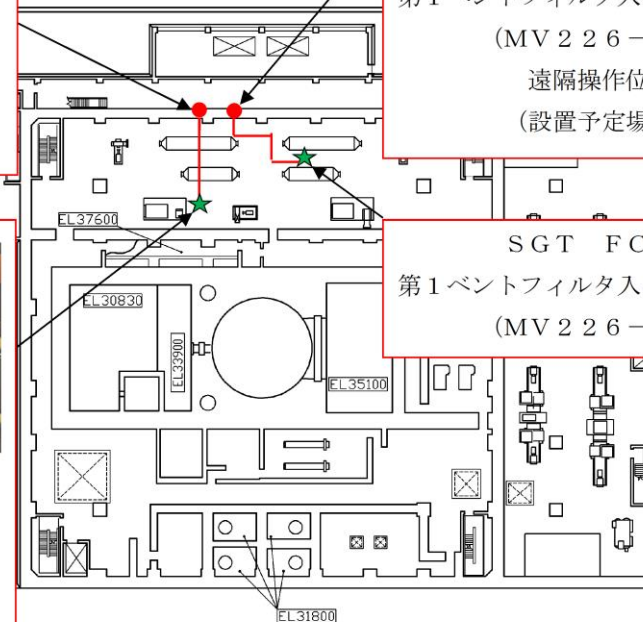 第1ベントフィルタ入
(MV226-
遠隔操作位
(設置予定場
EL37600
SGT FC
第1ベントフィルタ入
(MV226-
EL30830
EL33900
EL35100
EL31800